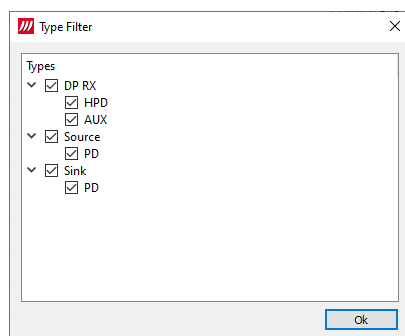 Type Filter
Types
DP RX
HPD
AUX
Source
PD
Sink
PD
Ok